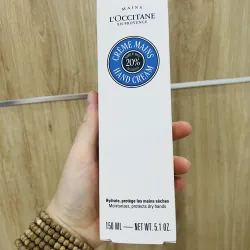 MAINS
L'OCCITANE
EN PROVENCE
CRÈME MAINS
20%
HAND CREAM
Hydrate, protège les mains sèches
Moisturizes, protects dry hands
150 ML — NET WT. 5.1 OZ.